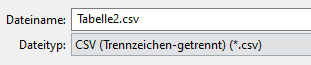 Dateiname: Tabelle2.csv
Dateityp: CSV (Trennzeichen-getrennt) (*.csv)